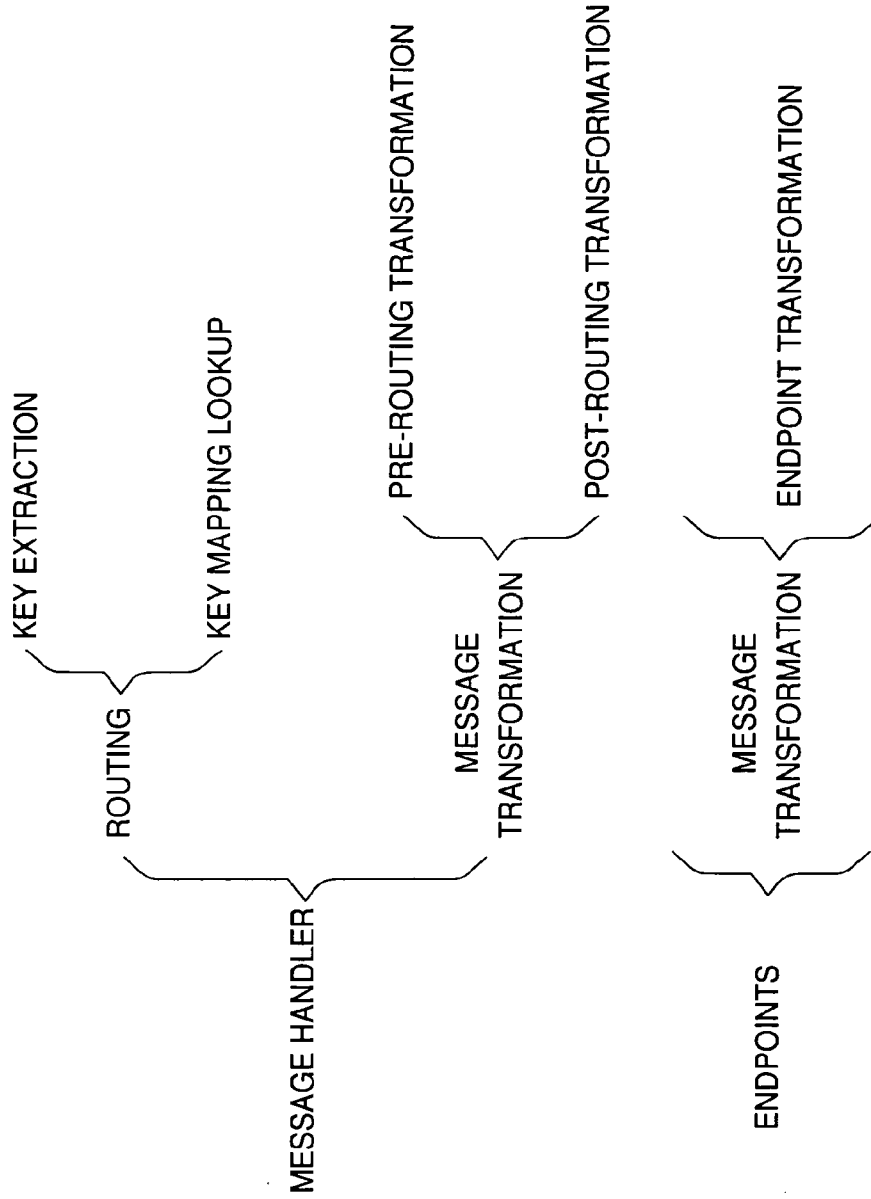 MESSAGE HANDLER
ROUTING
KEY EXTRACTION
KEY MAPPING LOOKUP
MESSAGE
TRANSFORMATION
PRE-ROUTING TRANSFORMATION
POST-ROUTING TRANSFORMATION
ENDPOINTS
MESSAGE
TRANSFORMATION
ENDPOINT TRANSFORMATION